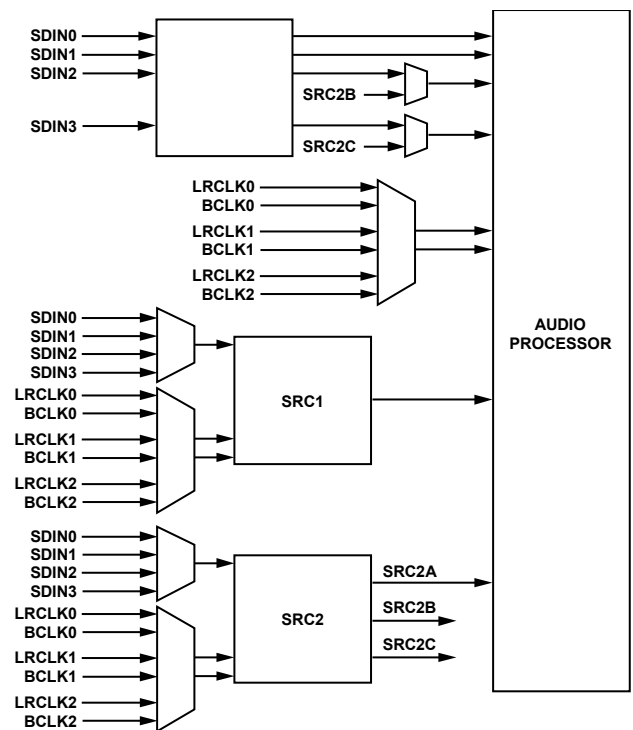 SDIN0
SDIN1
SDIN2
SRC2B
SDIN3
SRC2C
LRCLK0
BCLK0
LRCLK1
BCLK1
LRCLK2
BCLK2
AUDIO
PROCESSOR
SDIN0
SDIN1
SDIN2
SDIN3
LRCLK0
BCLK0
LRCLK1
BCLK1
LRCLK2
BCLK2
SRC1
SDIN0
SDIN1
SDIN2
SDIN3
LRCLK0
BCLK0
LRCLK1
BCLK1
LRCLK2
BCLK2
SRC2
SRC2A
SRC2B
SRC2C